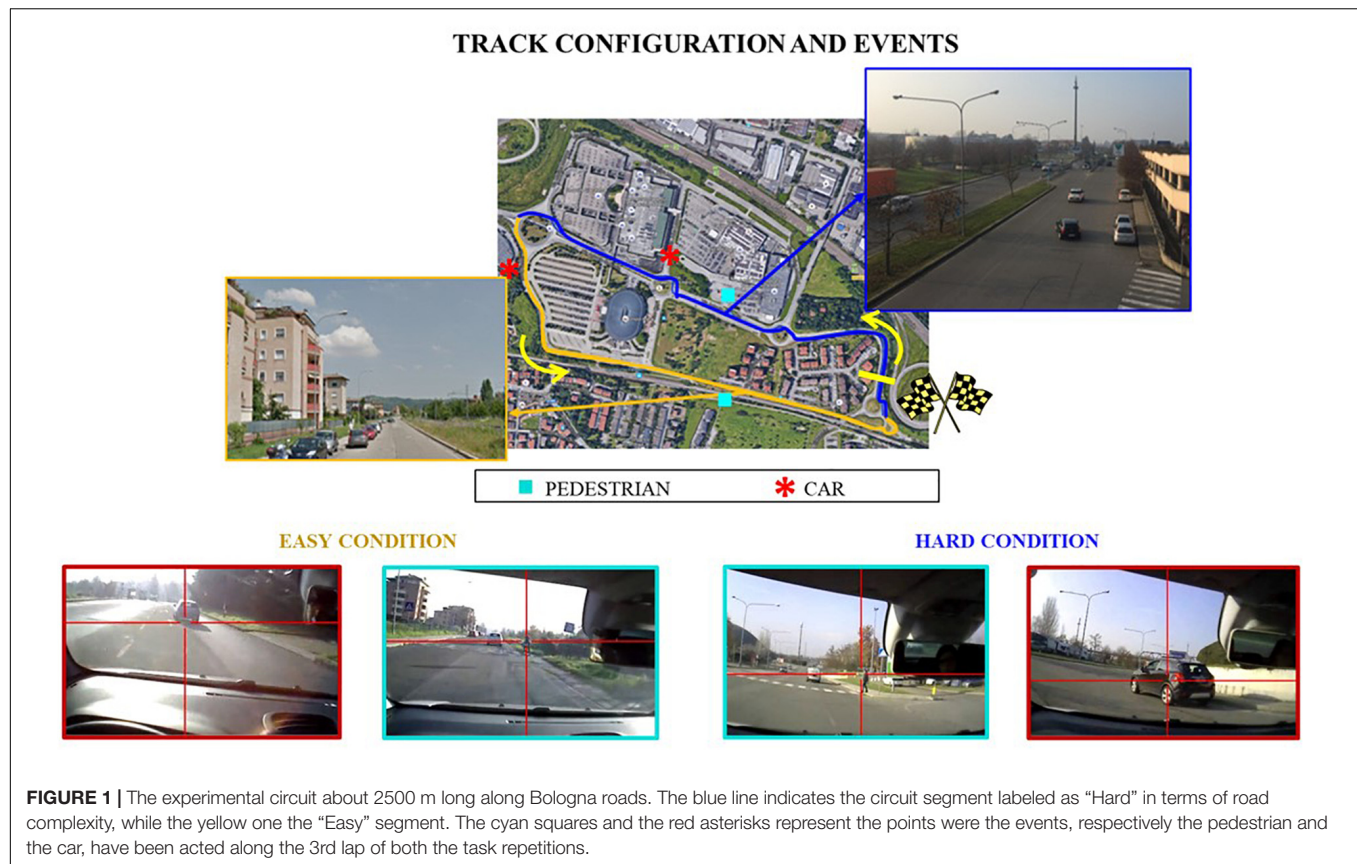 TRACK CONFIGURATION AND EVENTS
PEDESTRIAN
CAR
EASY CONDITION
HARD CONDITION
FIGURE 1 | The experimental circuit about 2500 m long along Bologna roads. The blue line indicates the circuit segment labeled as “Hard” in terms of road
complexity, while the yellow one the “Easy” segment. The cyan squares and the red asterisks represent the points were the events, respectively the pedestrian and
the car, have been acted along the 3rd lap of both the task repetitions.